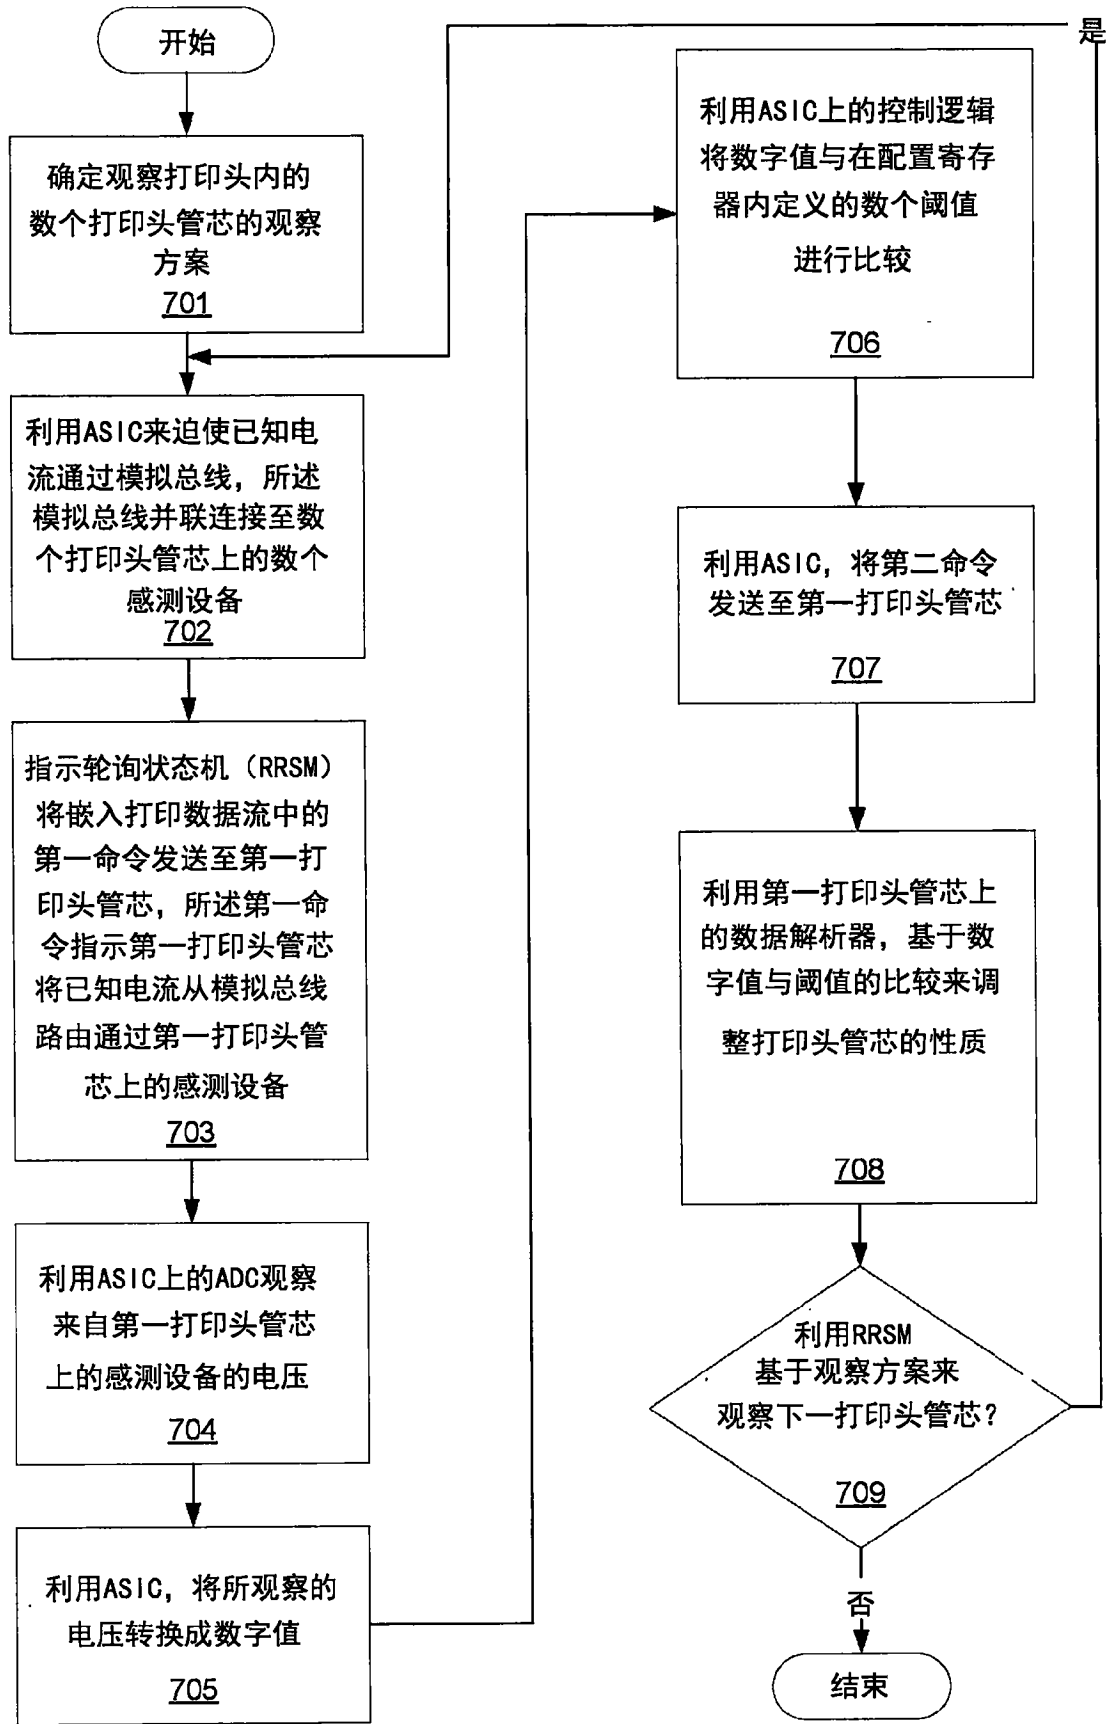 开始
确定观察打印头内的
数个打印头管芯的观察
方案
701
利用ASIC来迫使已知电
流通过模拟总线，所述
模拟总线并联连接至数
个打印头管芯上的数个
感测设备
702
指示轮询状态机（RRSM）
将嵌入打印数据流中的
第一命令发送至第一打
印头管芯，所述第一命
令指示第一打印头管芯
将已知电流从模拟总线
路由通过第一打印头管
芯上的感测设备
703
利用ASIC上的ADC观察
来自第一打印头管芯
上的感测设备的电压
704
利用ASIC，将所观察的
电压转换成数字值
705
利用ASIC上的控制逻辑
将数字值与在配置寄存
器内定义的数个阈值
进行比较
706
利用ASIC，将第二命令
发送至第一打印头管芯
707
利用第一打印头管芯上
的数据解析器，基于数
字值与阈值的比较来调
整打印头管芯的性质
708
利用RRSM
基于观察方案来
观察下一打印头管芯？
709
是
否
结束